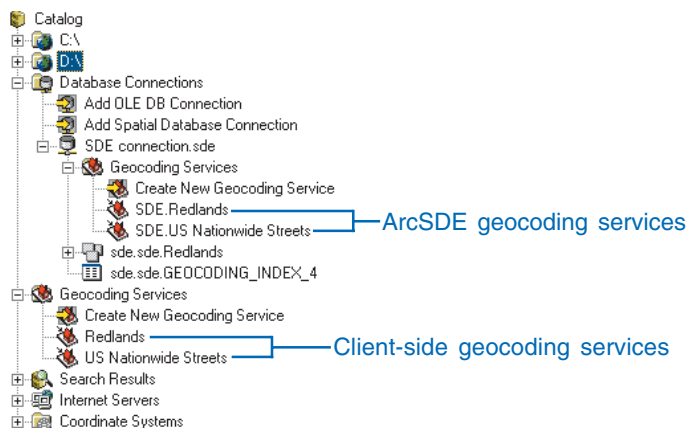 Catalog
C:\
D:\
Database Connections
Add OLE DB Connection
Add Spatial Database Connection
SDE connection.sde
Geocoding Services
Create New Geocoding Service
SDE.Redlands
SDE.US Nationwide Streets
ArcSDE geocoding services
sde.sde.Redlands
sde.sde.GEOCODING_INDEX_4
Geocoding Services
Create New Geocoding Service
Redlands
US Nationwide Streets
Client-side geocoding services
Search Results
Internet Servers
Coordinate Systems